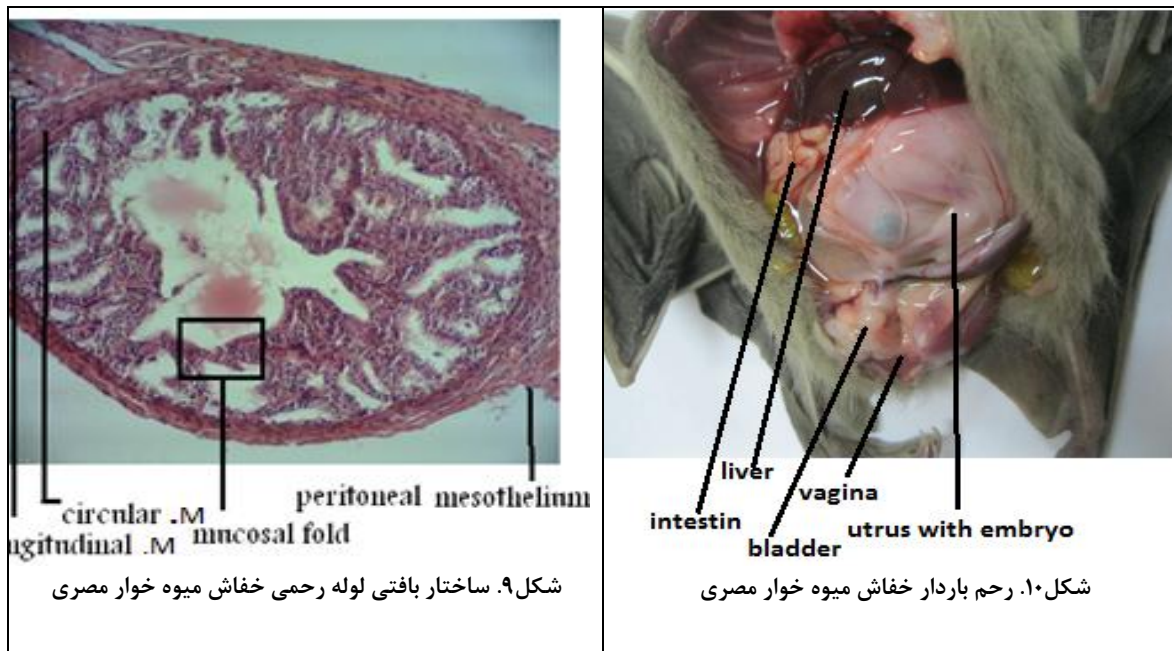 peritoneal mesothelium
circular .M
mucosal fold
ngitudinal .M
شکل۹. ساختار بافتی لوله رحمی خفاش میوه خوار مصری
liver
vagina
intestin
utrus with embryo
bladder
شکل۱۰. رحم باردار خفاش میوه خوار مصری